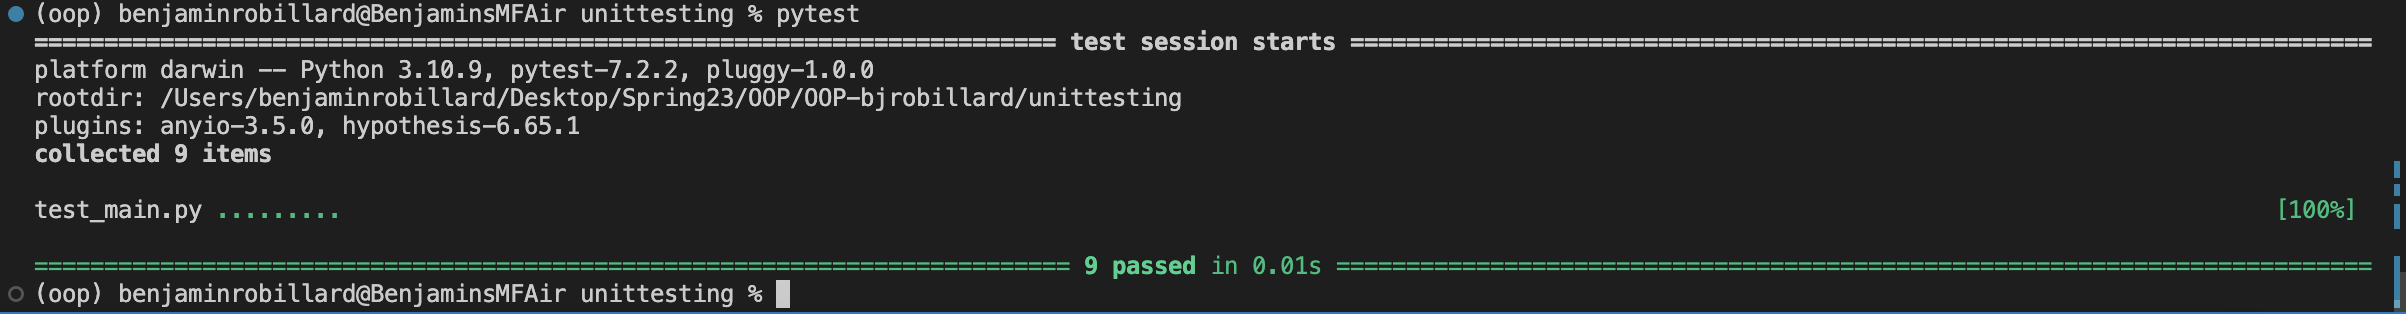 (oop) benjaminrobillard@BenjaminsMFAir unittesting % pytest
========================================================================= test session starts =========================================================================
platform darwin -- Python 3.10.9, pytest-7.2.2, pluggy-1.0.0
rootdir: /Users/benjaminrobillard/Desktop/Spring23/OOP/OOP-bjrobillard/unittesting
plugins: anyio-3.5.0, hypothesis-6.65.1
collected 9 items
test_main.py ......... [100%]
========================================================================== 9 passed in 0.01s ==========================================================================
(oop) benjaminrobillard@BenjaminsMFAir unittesting %